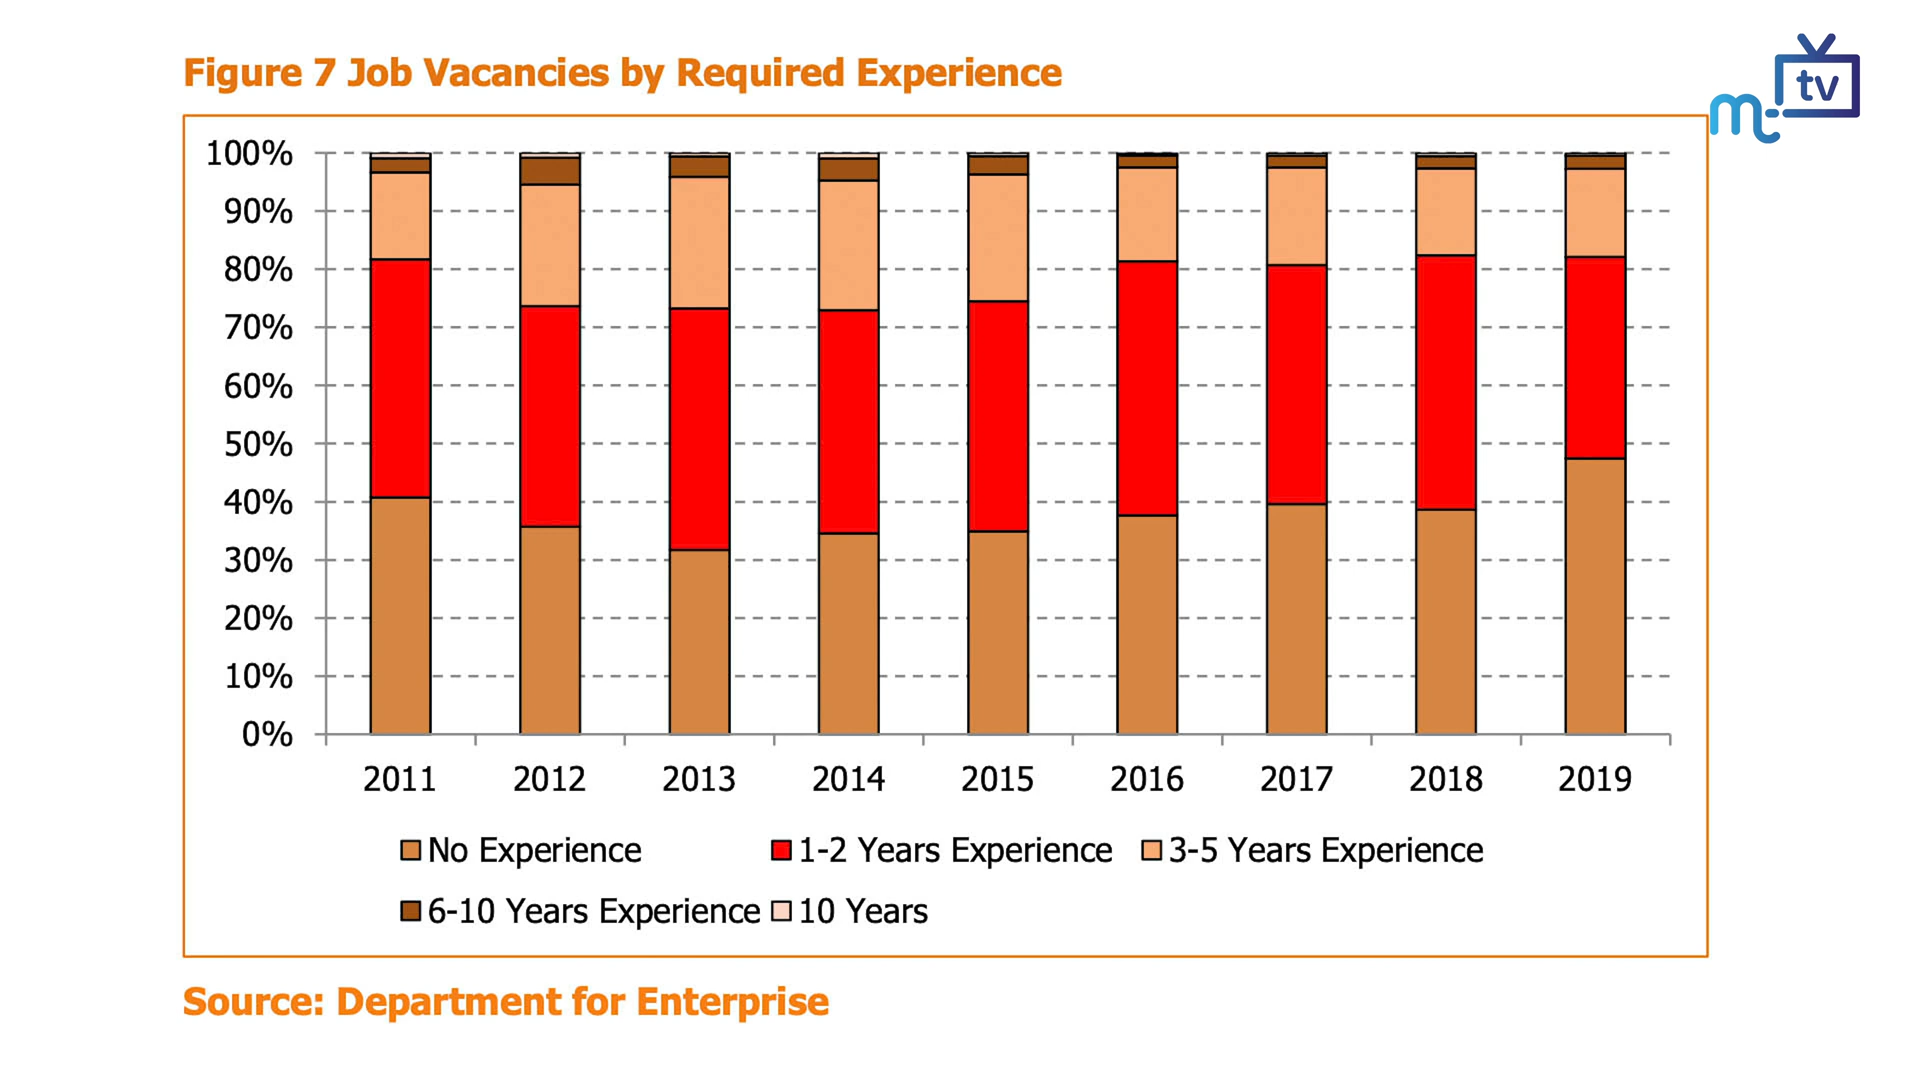 Figure 7 Job Vacancies by Required Experience
m tv
100%
90%
80%
70%
60%
50%
40%
30%
20%
10%
0%
2011 2012 2013 2014 2015 2016 2017 2018 2019
No Experience 1-2 Years Experience 3-5 Years Experience
6-10 Years Experience 10 Years
Source: Department for Enterprise